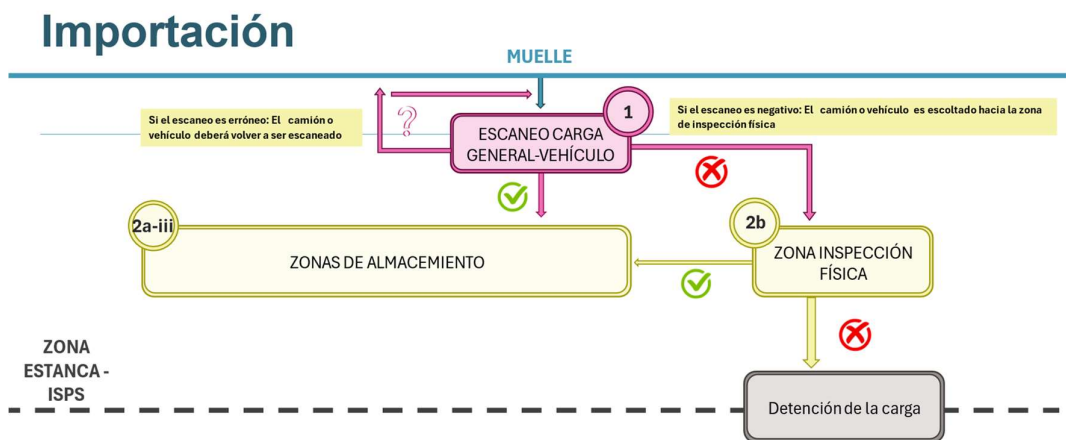 Importación
MUELLE
Si el escaneo es erróneo: El camión o
vehículo deberá volver a ser escaneado
?
1
Si el escaneo es negativo: El camión o vehículo es escoltado hacia la zona
de inspección física
ESCANEO CARGA
GENERAL-VEHÍCULO
2a-iii
ZONAS DE ALMACEMIENTO
2b
ZONA INSPECCIÓN
FÍSICA
ZONA
ESTANCA -
ISPS
Detención de la carga